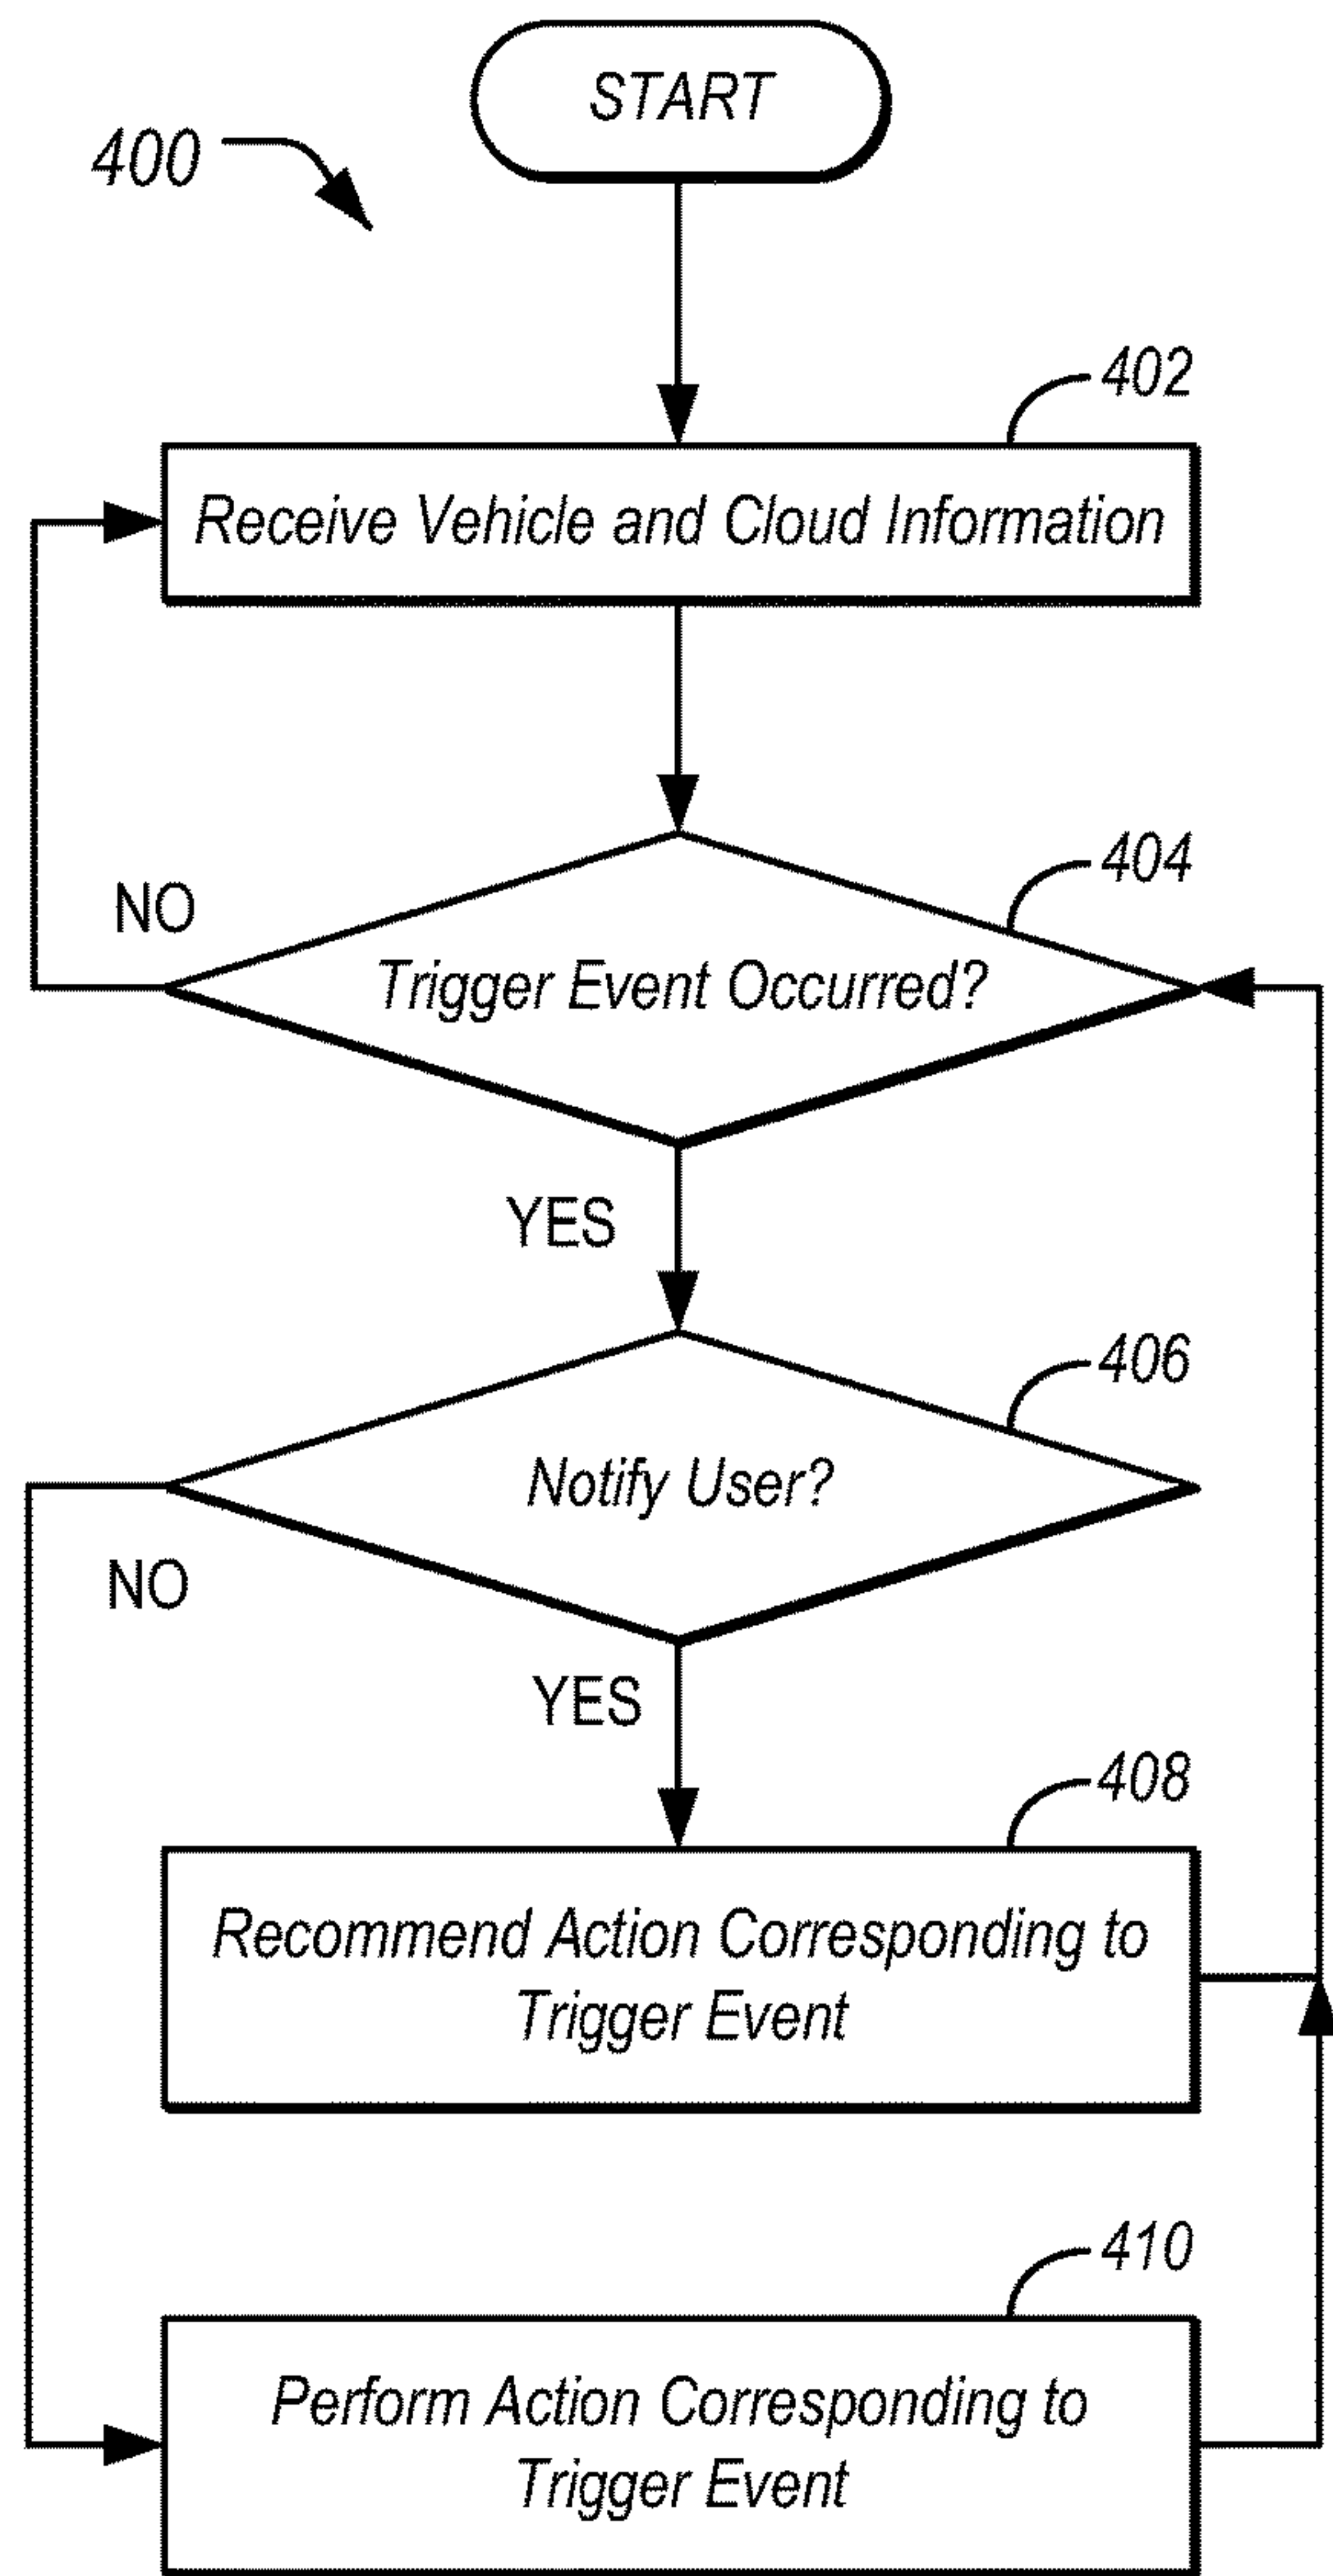 START
400
402
Receive Vehicle and Cloud Information
404
NO
Trigger Event Occurred?
YES
406
Notify User?
NO
YES
408
Recommend Action Corresponding to
Trigger Event
410
Perform Action Corresponding to
Trigger Event